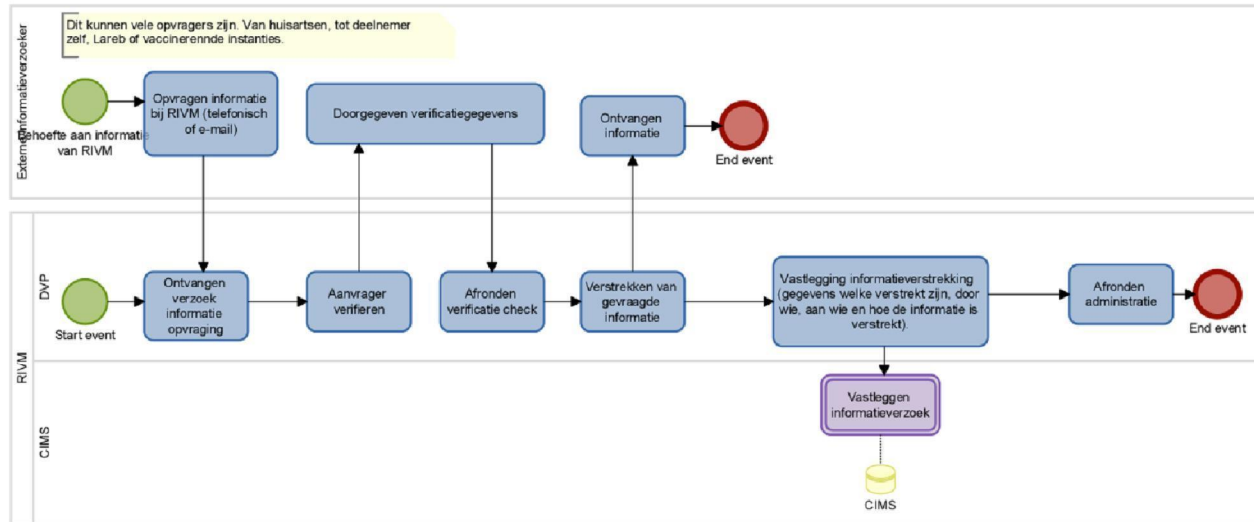 Externe informatieverzoeker
Dit kunnen vele opvragers zijn. Van huisartsen, tot deelnemer
zelf, Lareb of vaccinerennde instanties.
Behoefte aan informatie
van RIVM
Opvragen informatie
bij RIVM (telefonisch
of e-mail)
Doorgegeven verificatiegegevens
Ontvangen
informatie
End event
RIVM
DVP
Start event
Ontvangen
verzoek
informatie
opvraging
Aanvrager
verifieren
Afronden
verificatie check
Verstrekken van
gevraagde
informatie
Vastlegging informatieverstrekking
(gegevens welke verstrekt zijn, door
wie, aan wie en hoe de informatie is
verstrekt).
Afronden
administratie
End event
CIMS
Vastleggen
informatieverzoek
CIMS